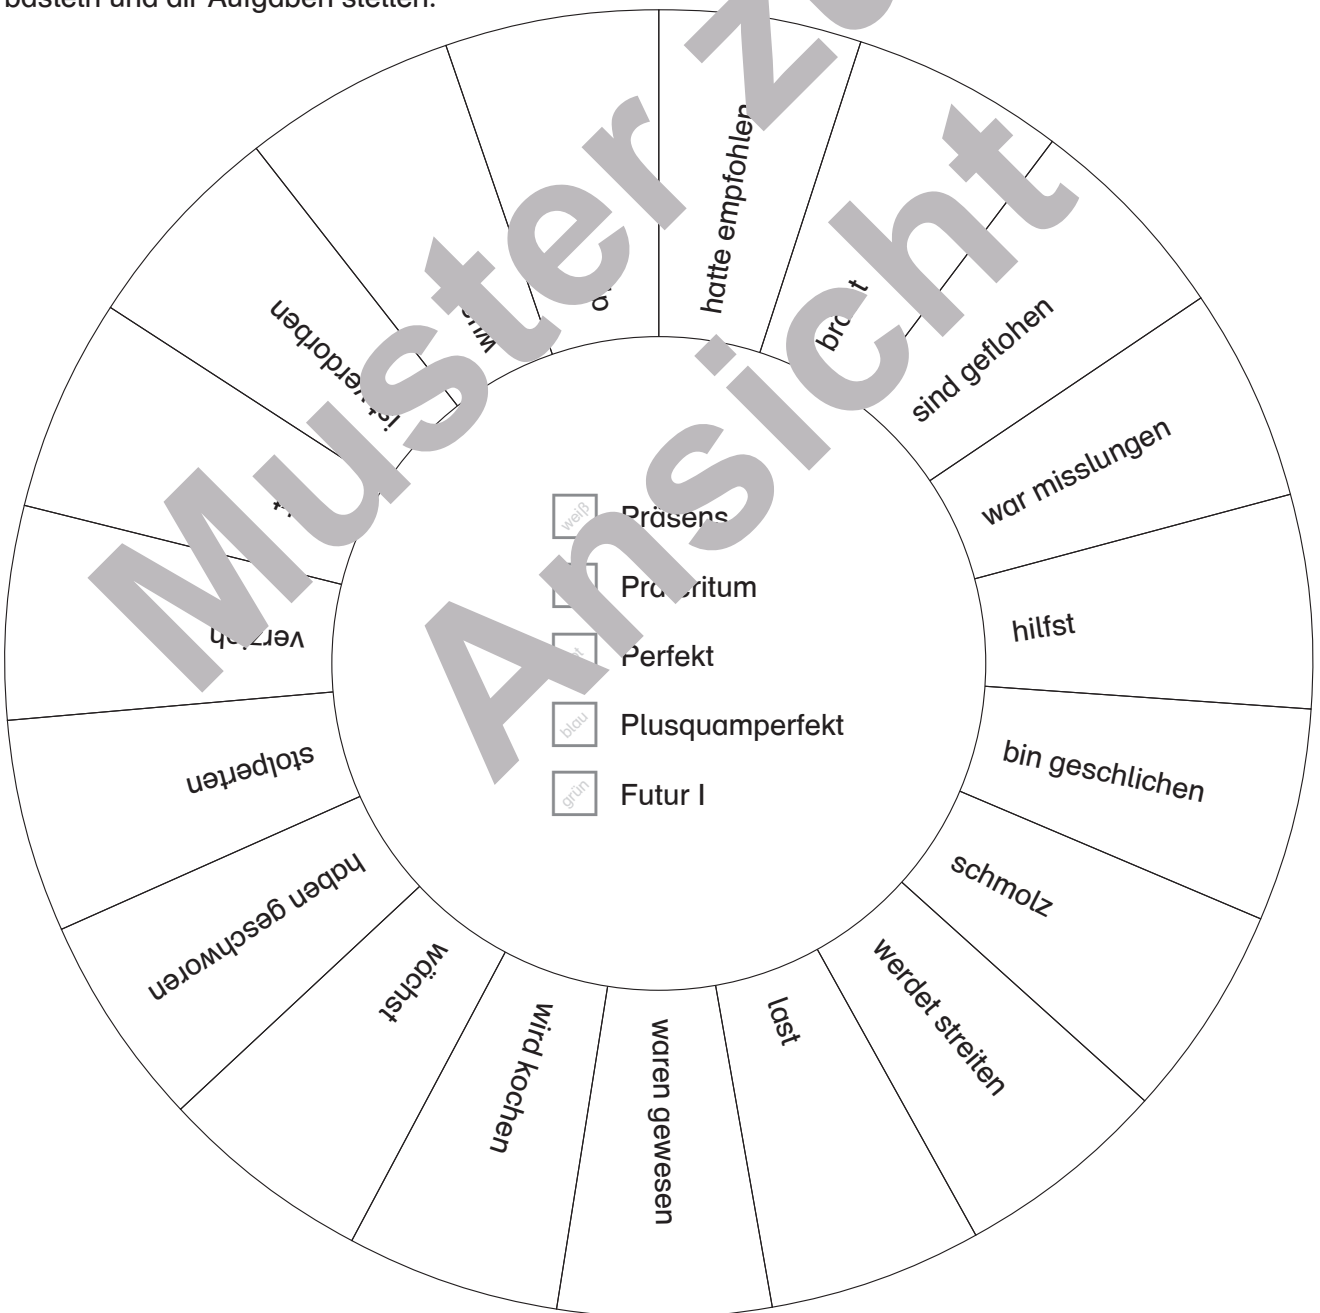 basteln und dir Aufgaben stellen.
Muster zu
Ansicht
hatte empfohlen
sind geflohen
war misslungen
hilfst
bin geschlichen
schmolz
werdet streiten
last
waren gewesen
wird kochen
wächst
haben geschworen
stolperten
verzieh
ist verdorben
weiß Präsens
Präteritum
Perfekt
blau Plusquamperfekt
grün Futur I